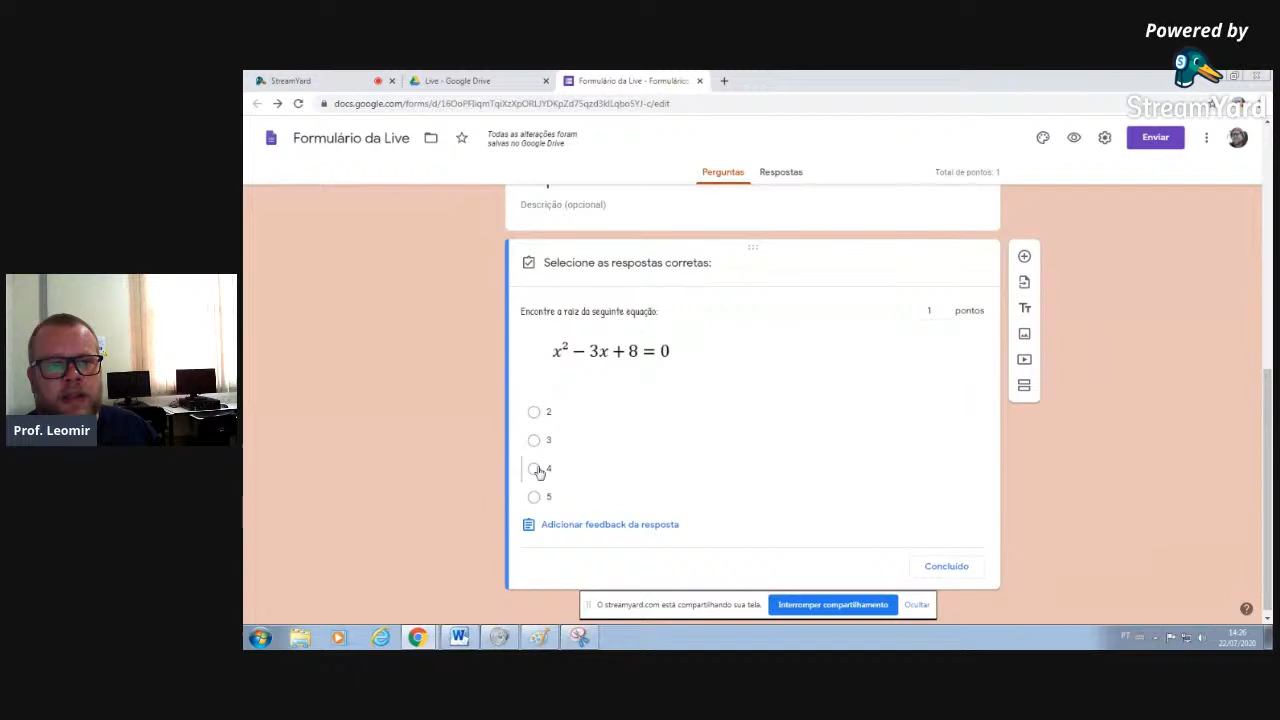 Powered by
StreamYard
StreamYard
Live - Google Drive
Formulário da Live - Formulários
docs.google.com/forms/d/16OoPFliqmTqiXzXpORLJYDKpZd75qzd3klLqbo5YJ-c/edit
Formulário da Live
Todas as alterações foram
salvas no Google Drive
Enviar
Perguntas
Respostas
Total de pontos: 1
Descrição (opcional)
Selecione as respostas corretas:
Encontre a raiz da seguinte equação:
1 pontos
x² − 3x + 8 = 0
2
3
4
5
Adicionar feedback da resposta
Concluído
Prof. Leomir
O streamyard.com está compartilhando sua tela.
Interromper compartilhamento
Ocultar
PT
14:26
22/07/2020